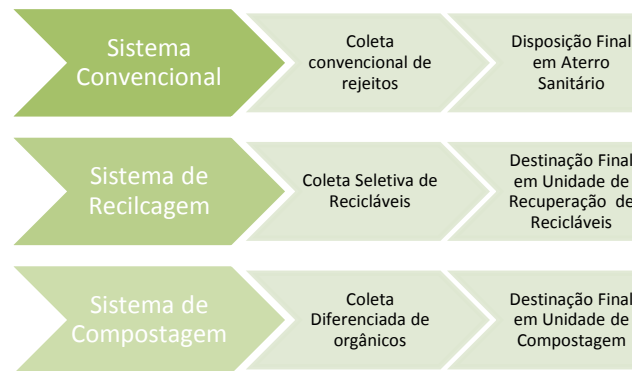 Sistema
Convencional
Coleta
convencional de
rejeitos
Disposição Final
em Aterro
Sanitário
Sistema de
Recilcagem
Coleta Seletiva de
Recicláveis
Destinação Final
em Unidade de
Recuperação de
Recicláveis
Sistema de
Compostagem
Coleta
Diferenciada de
orgânicos
Destinação Final
em Unidade de
Compostagem